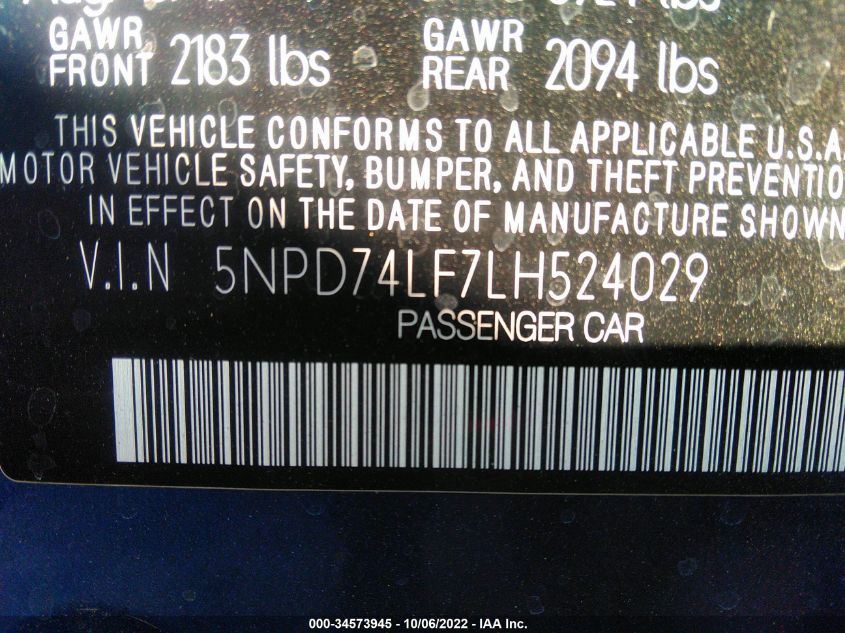 lbs
GAWR FRONT 2183 lbs GAWR REAR 2094 lbs
THIS VEHICLE CONFORMS TO ALL APPLICABLE U.S.A
MOTOR VEHICLE SAFETY, BUMPER, AND THEFT PREVENTIO
IN EFFECT ON THE DATE OF MANUFACTURE SHOWN
V.I.N 5NPD74LF7LH524029
PASSENGER CAR
000-34573945 - 10/06/2022 - IAA Inc.